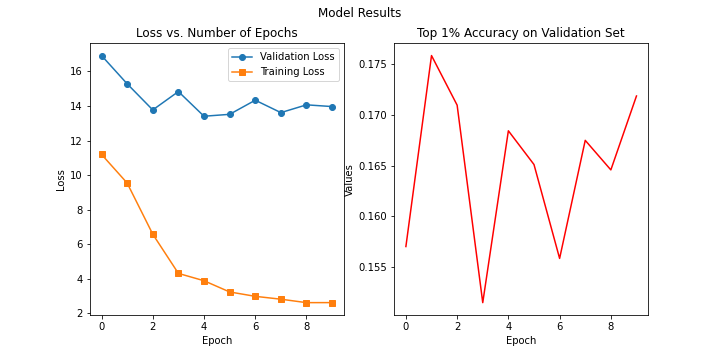 Model Results
Loss vs. Number of Epochs
Validation Loss
Training Loss
16
14
12
10
8
6
4
2
Loss
0 2 4 6 8
Epoch
Top 1% Accuracy on Validation Set
0.175
0.170
0.165
0.160
0.155
Values
0 2 4 6 8
Epoch